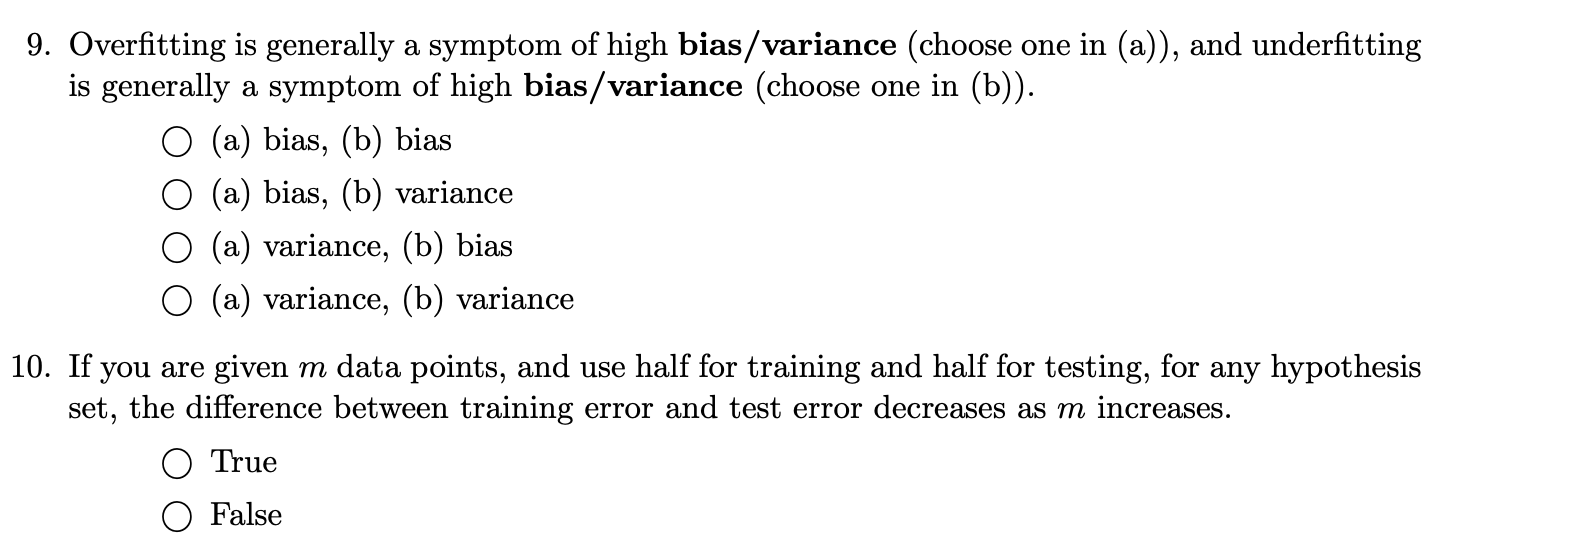 9. Overfitting is generally a symptom of high bias/variance (choose one in (a)), and underfitting
is generally a symptom of high bias/variance (choose one in (b)).
(a) bias, (b) bias
(a) bias, (b) variance
(a) variance, (b) bias
(a) variance, (b) variance
10. If you are given m data points, and use half for training and half for testing, for any hypothesis
set, the difference between training error and test error decreases as m increases.
True
False